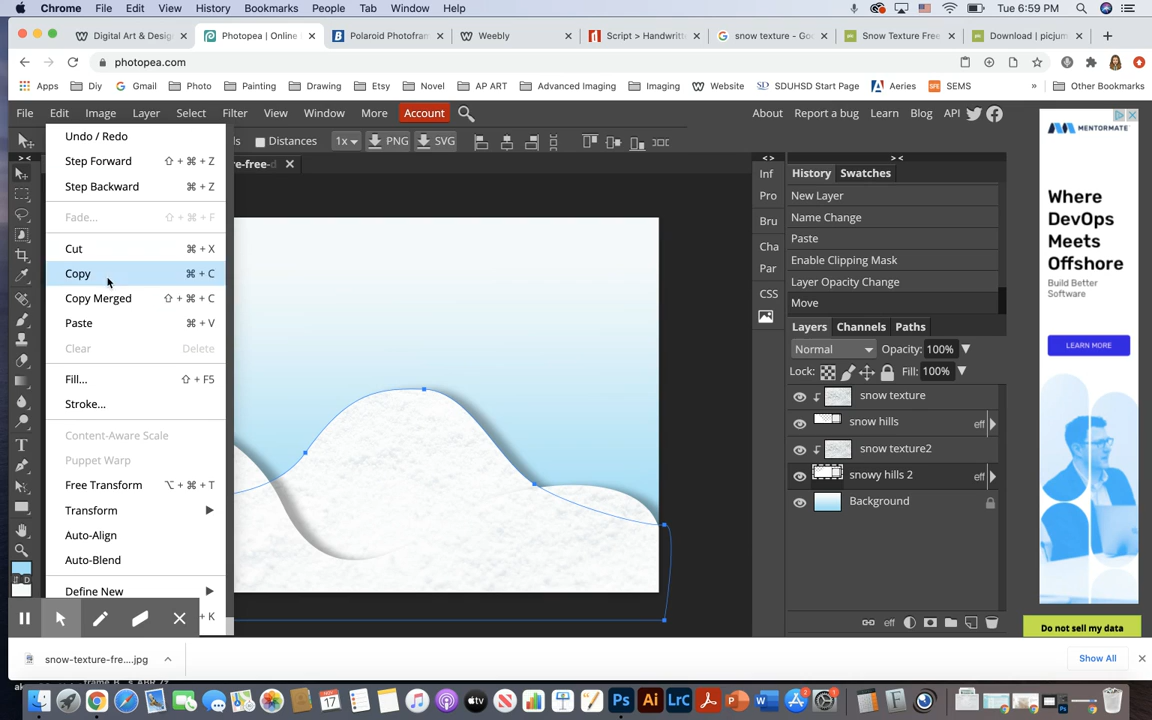 Chrome File Edit View History Bookmarks People Tab Window Help Tue 6:59 PM
Digital Art & Desig Photopea | Online Polaroid Photofram Weebly Script > Handwritt snow texture - Goo Snow Texture Free Download | picjum
photopea.com
Apps Photo Painting Drawing Etsy Diy Gmail Novel AP ART Advanced Imaging Imaging Website SDUHSD Start Page Aeries SEMS » Other Bookmarks
File Edit Image Layer Select Filter View Window More Account About Report a bug Learn Blog API
Distances 1x PNG SVG
re-free-d
Undo / Redo
Step Forward ⇧ + ⌘ + Z
Step Backward ⌘ + Z
Fade... ⇧ + ⌘ + F
Cut ⌘ + X
Copy ⌘ + C
Copy Merged ⇧ + ⌘ + C
Paste ⌘ + V
Clear Delete
Fill... ⇧ + F5
Stroke...
Content-Aware Scale
Puppet Warp
Free Transform ⌥ + ⌘ + T
Transform
Auto-Align
Auto-Blend
Define New
+ K
Inf
Pro
Bru
Cha
Par
CSS
History Swatches
New Layer
Name Change
Paste
Enable Clipping Mask
Layer Opacity Change
Move
Layers Channels Paths
Normal Opacity: 100%
Lock: Fill: 100%
snow texture
snow hills eff
snow texture2
snowy hills 2 eff
Background
eff
MENTORMATE
Where
DevOps
Meets
Offshore
Build Better
Software
LEARN MORE
Do not sell my data
snow-texture-fre....jpg
Show All